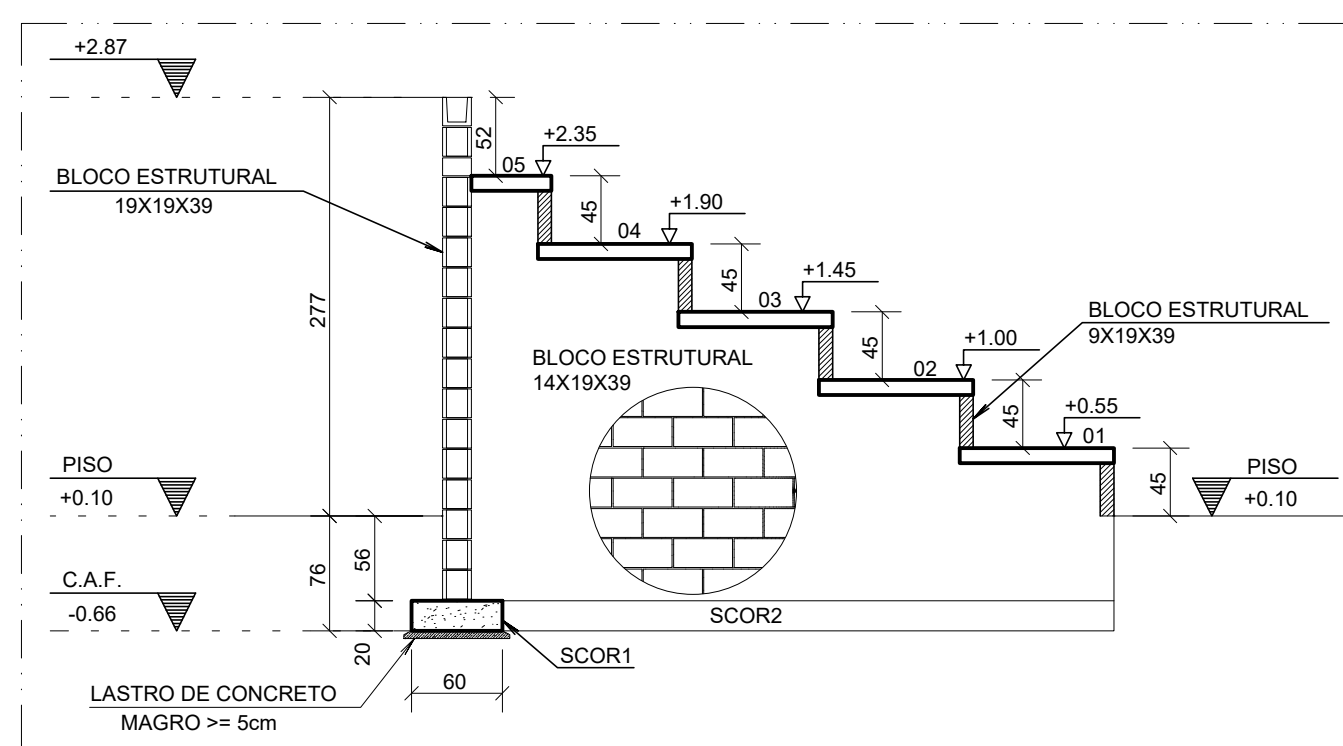 +2.87
52
+2.35
05
BLOCO ESTRUTURAL
19X19X39
45
+1.90
04
45
+1.45
03
277
BLOCO ESTRUTURAL
9X19X39
BLOCO ESTRUTURAL
14X19X39
45
+1.00
02
45
+0.55
01
PISO
+0.10
45
PISO
+0.10
56
76
C.A.F.
-0.66
SCOR2
20
SCOR1
60
LASTRO DE CONCRETO
MAGRO >= 5cm